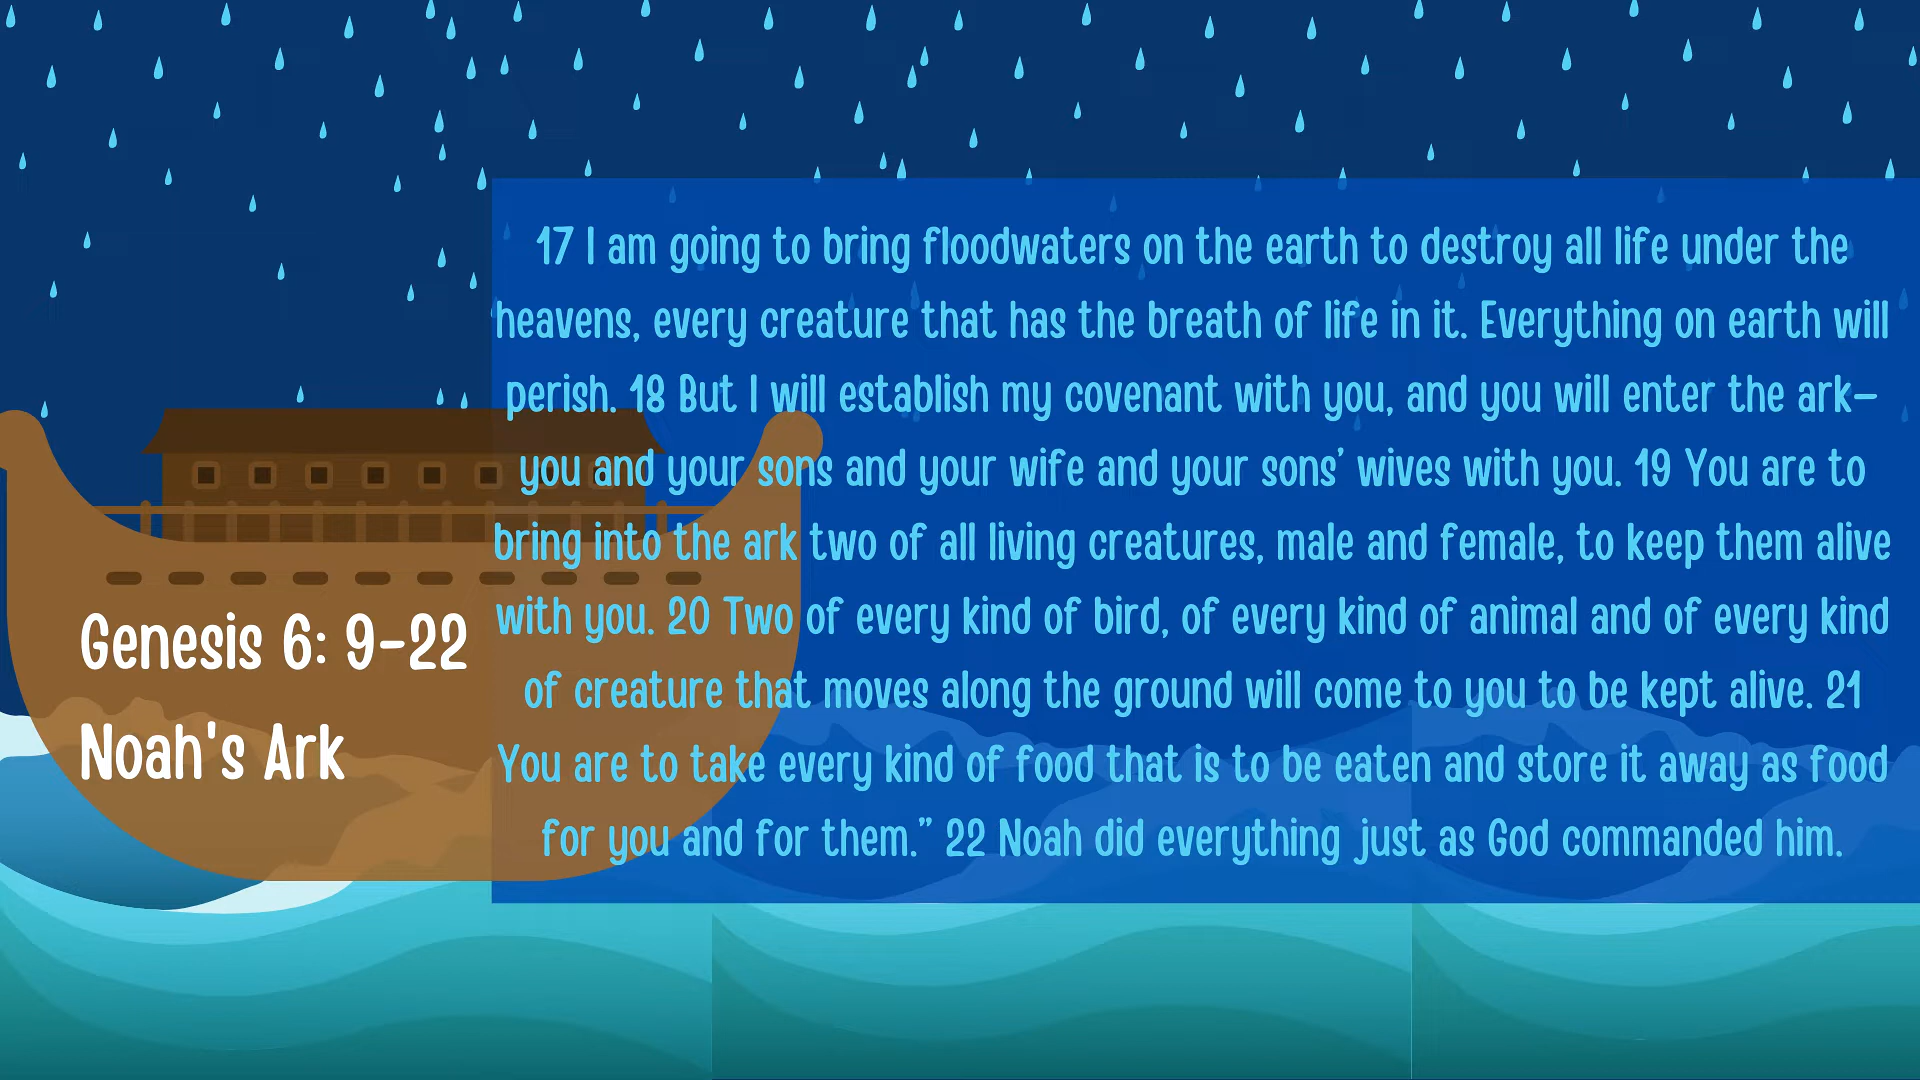 17 I am going to bring floodwaters on the earth to destroy all life under the
heavens, every creature that has the breath of life in it. Everything on earth will
perish. 18 But I will establish my covenant with you, and you will enter the ark—
you and your sons and your wife and your sons’ wives with you. 19 You are to
bring into the ark two of all living creatures, male and female, to keep them alive
with you. 20 Two of every kind of bird, of every kind of animal and of every kind
of creature that moves along the ground will come to you to be kept alive. 21
You are to take every kind of food that is to be eaten and store it away as food
for you and for them.” 22 Noah did everything just as God commanded him.
Genesis 6: 9-22
Noah's Ark